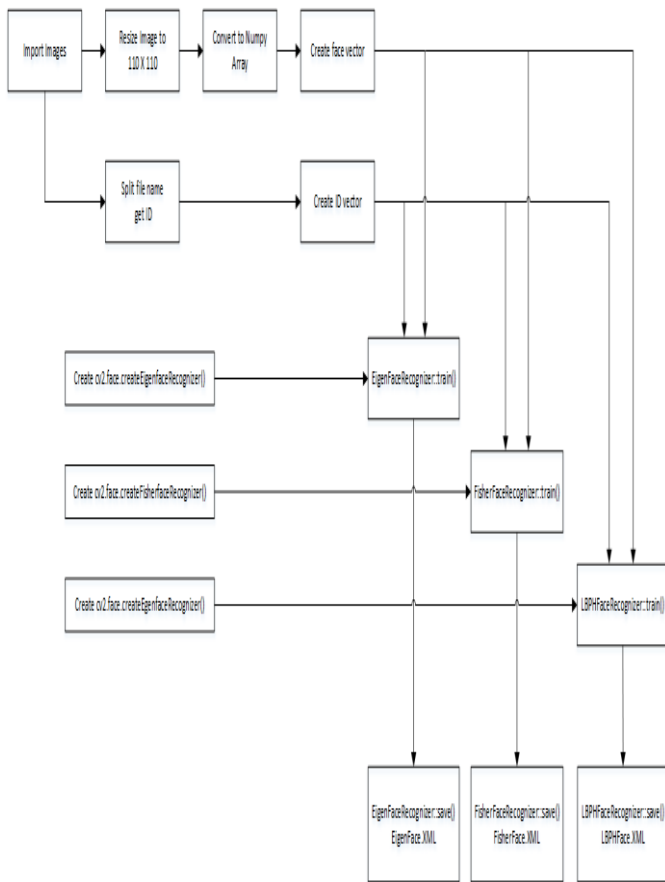 Import Images
Resize Image to
110 X 110
Convert to Numpy
Array
Create face vector
Split file name
get ID
Create ID vector
Create cv2.face.createEigenfaceRecognizer()
EigenFaceRecognizer::train()
Create cv2.face.createFisherfaceRecognizer()
FisherFaceRecognizer::train()
Create cv2.face.createEgenfaceRecognizer()
LBPHFaceRecognizer::train()
EigenFaceRecognizer::save()
EigenFace.XML
FisherFaceRecognizer::save()
FisherFace.XML
LBPHFaceRecognizer::save()
LBPHFace.XML